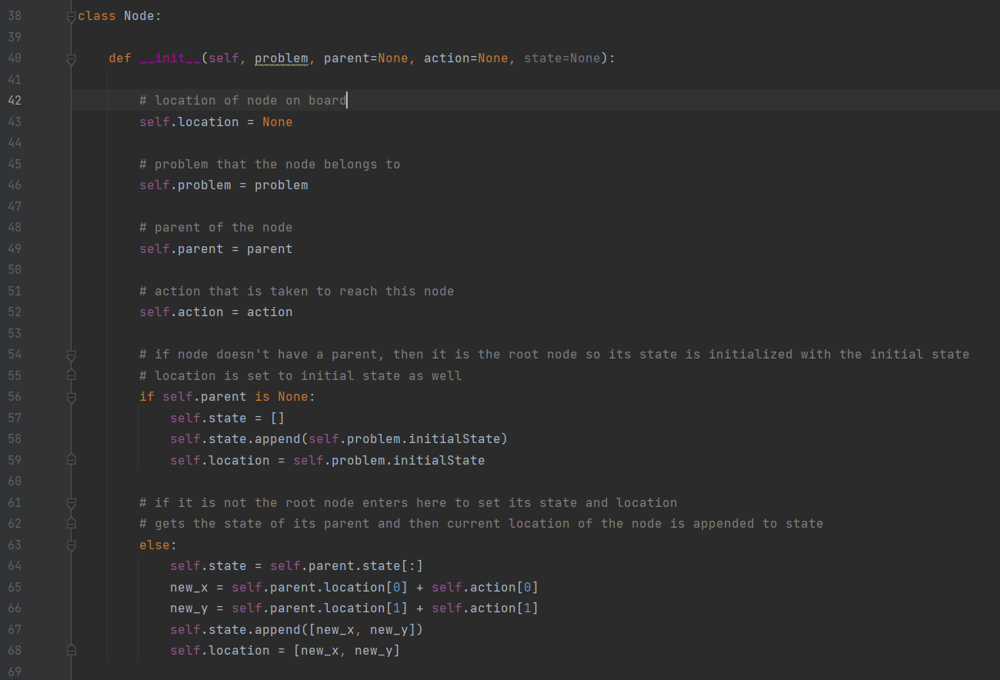 38 class Node:
39
40     def __init__(self, problem, parent=None, action=None, state=None):
41
42         # location of node on board
43         self.location = None
44
45         # problem that the node belongs to
46         self.problem = problem
47
48         # parent of the node
49         self.parent = parent
50
51         # action that is taken to reach this node
52         self.action = action
53
54         # if node doesn't have a parent, then it is the root node so its state is initialized with the initial state
55         # location is set to initial state as well
56         if self.parent is None:
57             self.state = []
58             self.state.append(self.problem.initialState)
59             self.location = self.problem.initialState
60
61         # if it is not the root node enters here to set its state and location
62         # gets the state of its parent and then current location of the node is appended to state
63         else:
64             self.state = self.parent.state[:]
65             new_x = self.parent.location[0] + self.action[0]
66             new_y = self.parent.location[1] + self.action[1]
67             self.state.append([new_x, new_y])
68             self.location = [new_x, new_y]
69